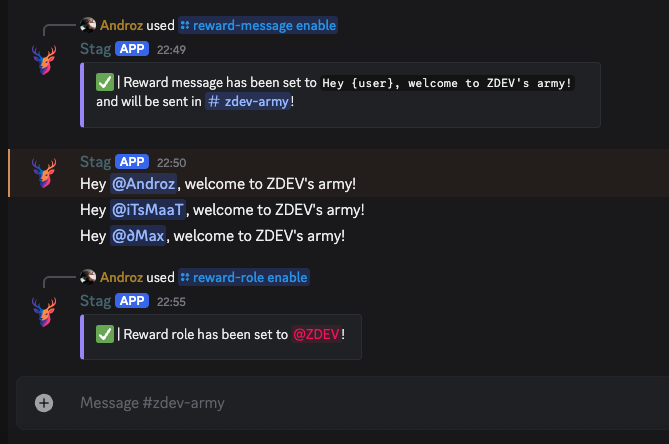 Androz used reward-message enable
Stag APP 22:49
✅ | Reward message has been set to Hey {user}, welcome to ZDEV's army!
and will be sent in # zdev-army!
Stag APP 22:50
Hey @Androz, welcome to ZDEV's army!
Hey @iTsMaaT, welcome to ZDEV's army!
Hey @∂Max, welcome to ZDEV's army!
Androz used reward-role enable
Stag APP 22:55
✅ | Reward role has been set to @ZDEV!
Message #zdev-army